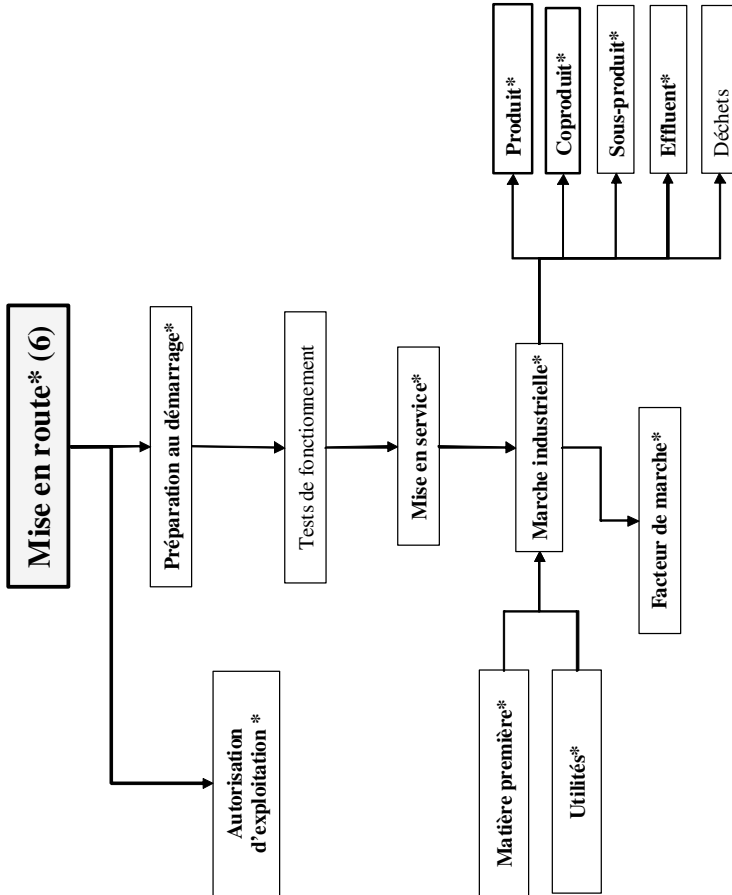 Mise en route* (6)
Autorisation
d'exploitation *
Préparation au démarrage*
Tests de fonctionnement
Mise en service*
Matière première*
Utilités*
Marche industrielle*
Facteur de marche*
Produit*
Coproduit*
Sous-produit*
Effluent*
Déchets